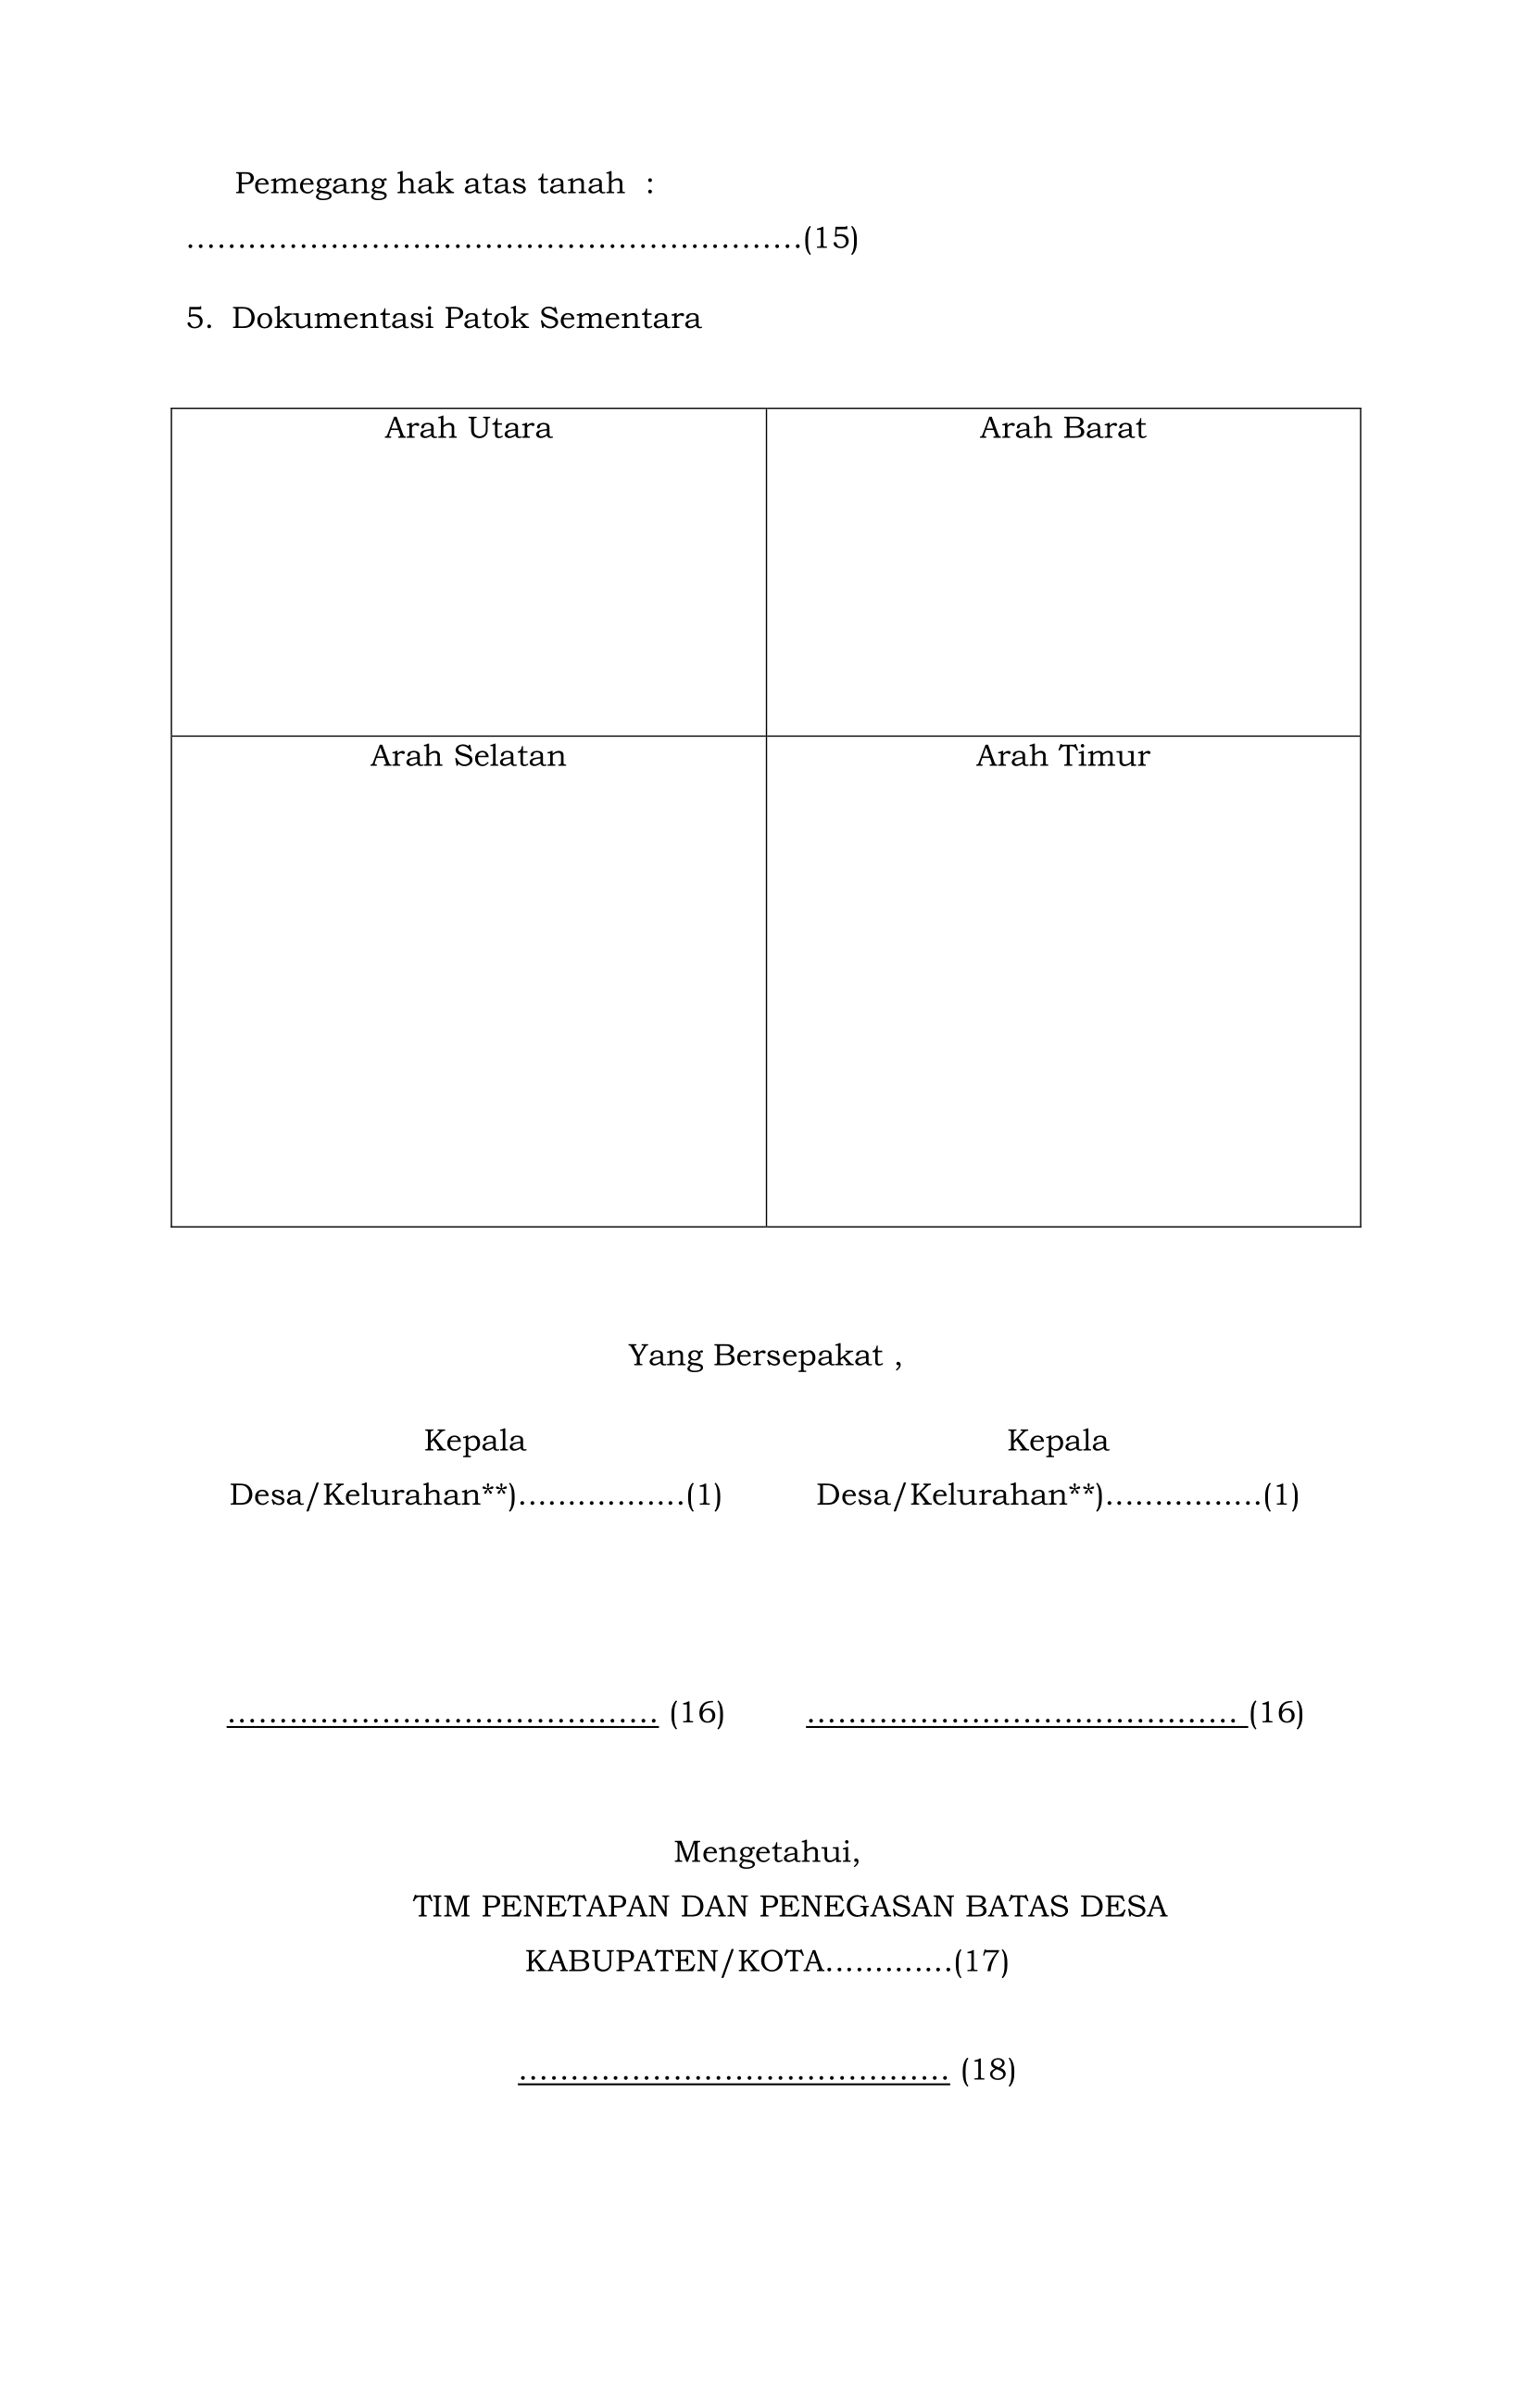 Pemegang hak atas tanah  :
............................................................(15)
5.  Dokumentasi Patok Sementara
Arah Utara
Arah Barat
Arah Selatan
Arah Timur
Yang Bersepakat ,
Kepala
Desa/Kelurahan**).................(1)
Kepala
Desa/Kelurahan**)................(1)
.......................................... (16)
.......................................... (16)
Mengetahui,
TIM PENETAPAN DAN PENEGASAN BATAS DESA
KABUPATEN/KOTA.............(17)
.......................................... (18)